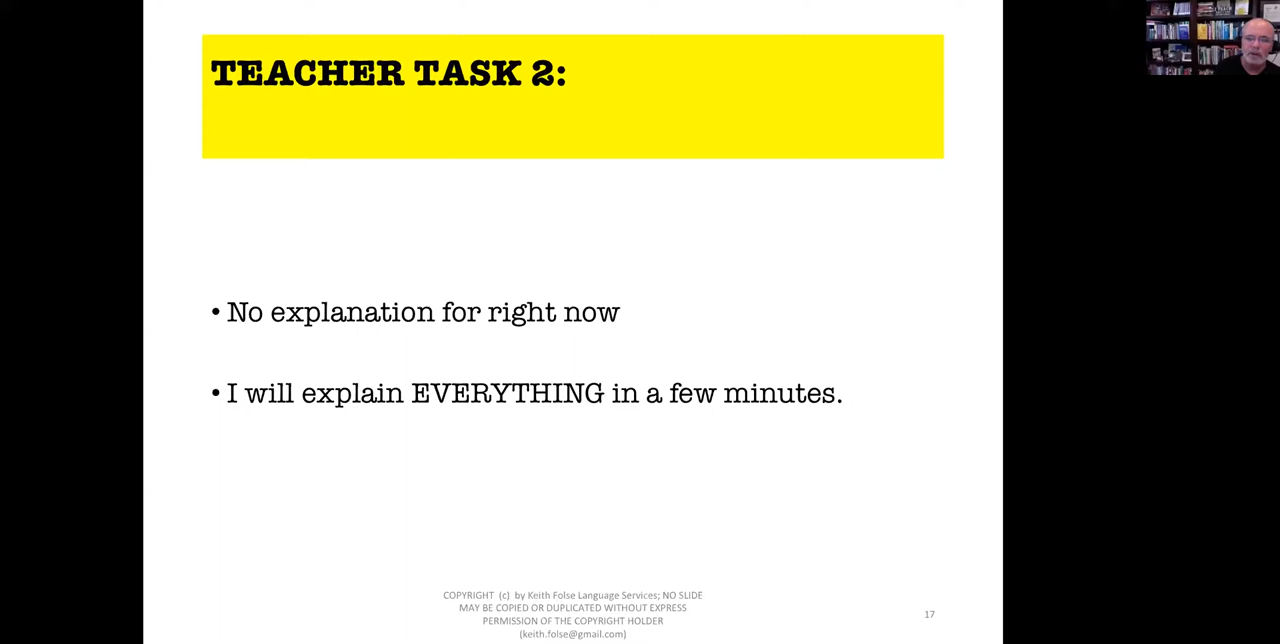 TEACHER TASK 2:
• No explanation for right now
• I will explain EVERYTHING in a few minutes.
COPYRIGHT (c) by Keith Folse Language Services; NO SLIDE
MAY BE COPIED OR DUPLICATED WITHOUT EXPRESS
PERMISSION OF THE COPYRIGHT HOLDER
(keith.folse@gmail.com)
17